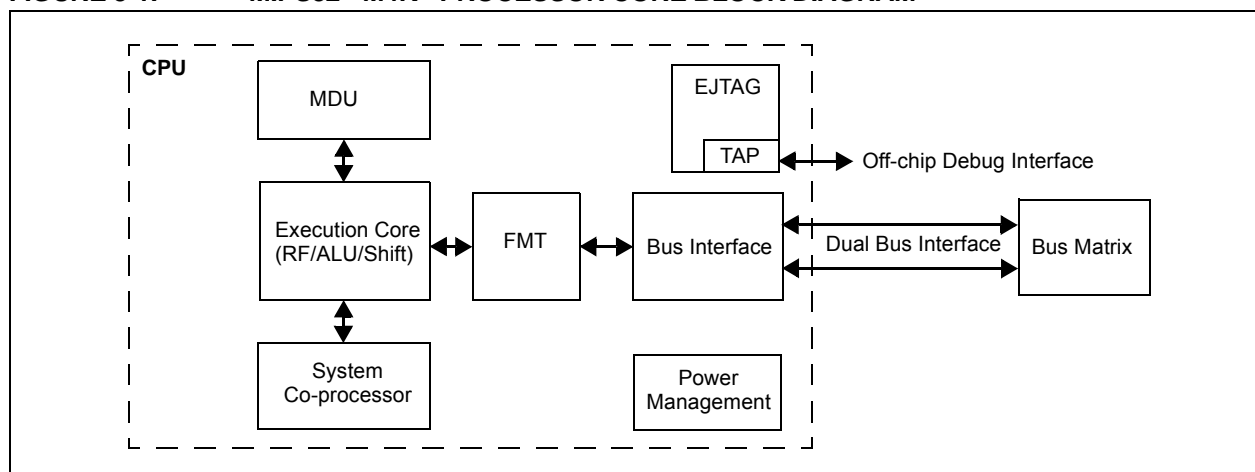 CPU
MDU
EJTAG
TAP
Off-chip Debug Interface
Execution Core
(RF/ALU/Shift)
FMT
Bus Interface
Dual Bus Interface
Bus Matrix
System
Co-processor
Power
Management